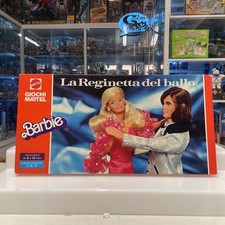 La Reginetta del ballo
GIOCHI
MATTEL
Barbie